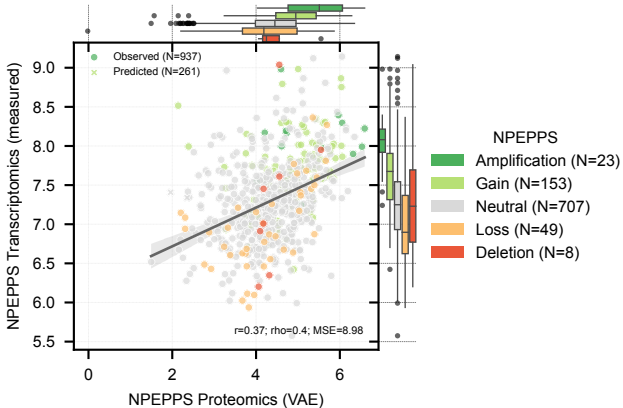 Observed (N=937)
Predicted (N=261)
9.0
8.5
8.0
7.5
7.0
6.5
6.0
5.5
NPEPPS Transcriptomics (measured)
r=0.37; rho=0.4; MSE=8.98
0 2 4 6
NPEPPS Proteomics (VAE)
NPEPPS
Amplification (N=23)
Gain (N=153)
Neutral (N=707)
Loss (N=49)
Deletion (N=8)